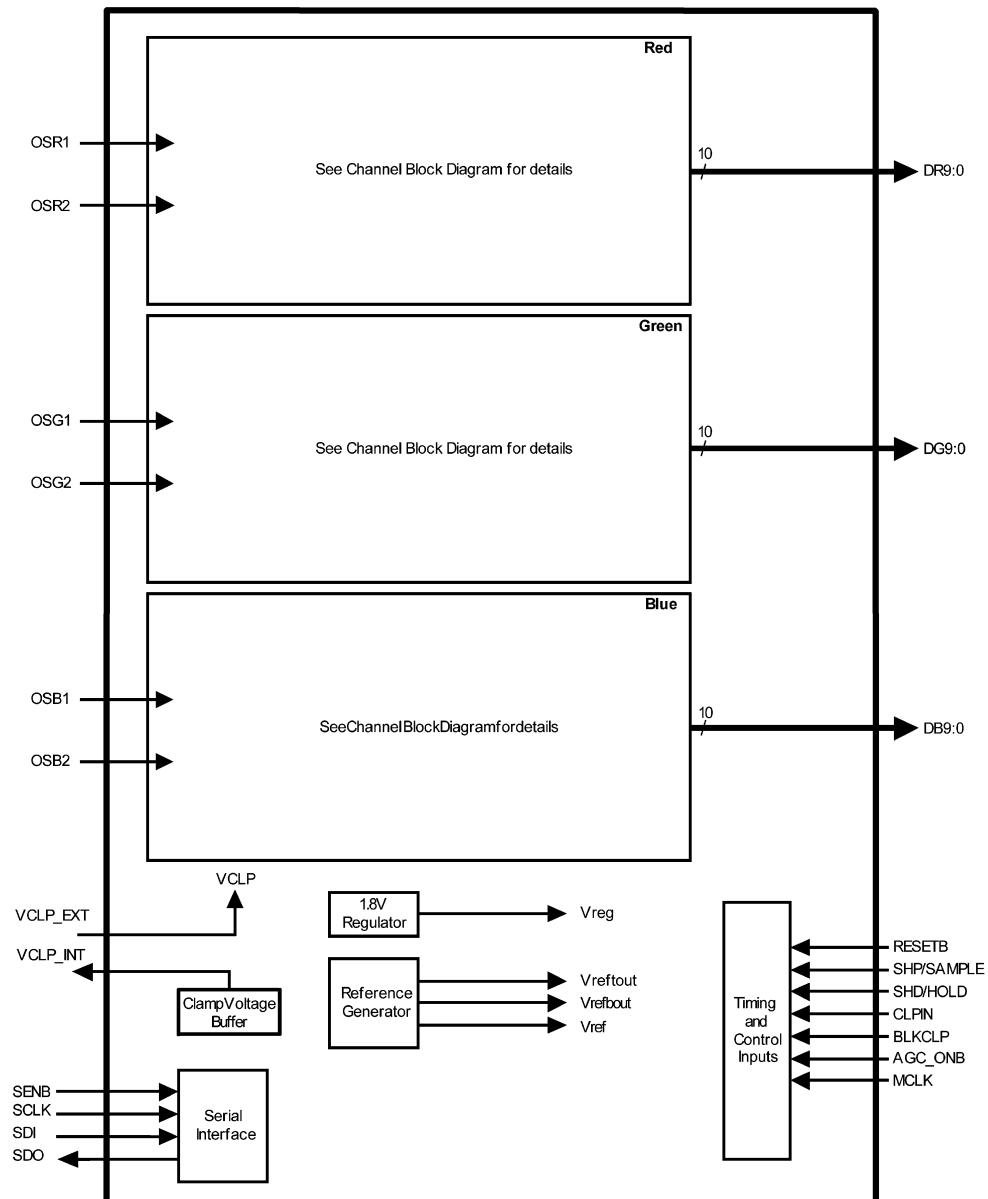 Red
OSR1
OSR2
See Channel Block Diagram for details
10
DR9:0
Green
OSG1
OSG2
See Channel Block Diagram for details
10
DG9:0
Blue
OSB1
OSB2
SeeChannelBlockDiagramfordetails
10
DB9:0
VCLP
VCLP_EXT
VCLP_INT
ClampVoltage
Buffer
1.8V
Regulator
Vreg
Reference
Generator
Vreftout
Vrefbout
Vref
Timing
and
Control
Inputs
RESETB
SHP/SAMPLE
SHD/HOLD
CLPIN
BLKCLP
AGC_ONB
MCLK
SENB
SCLK
SDI
SDO
Serial
Interface